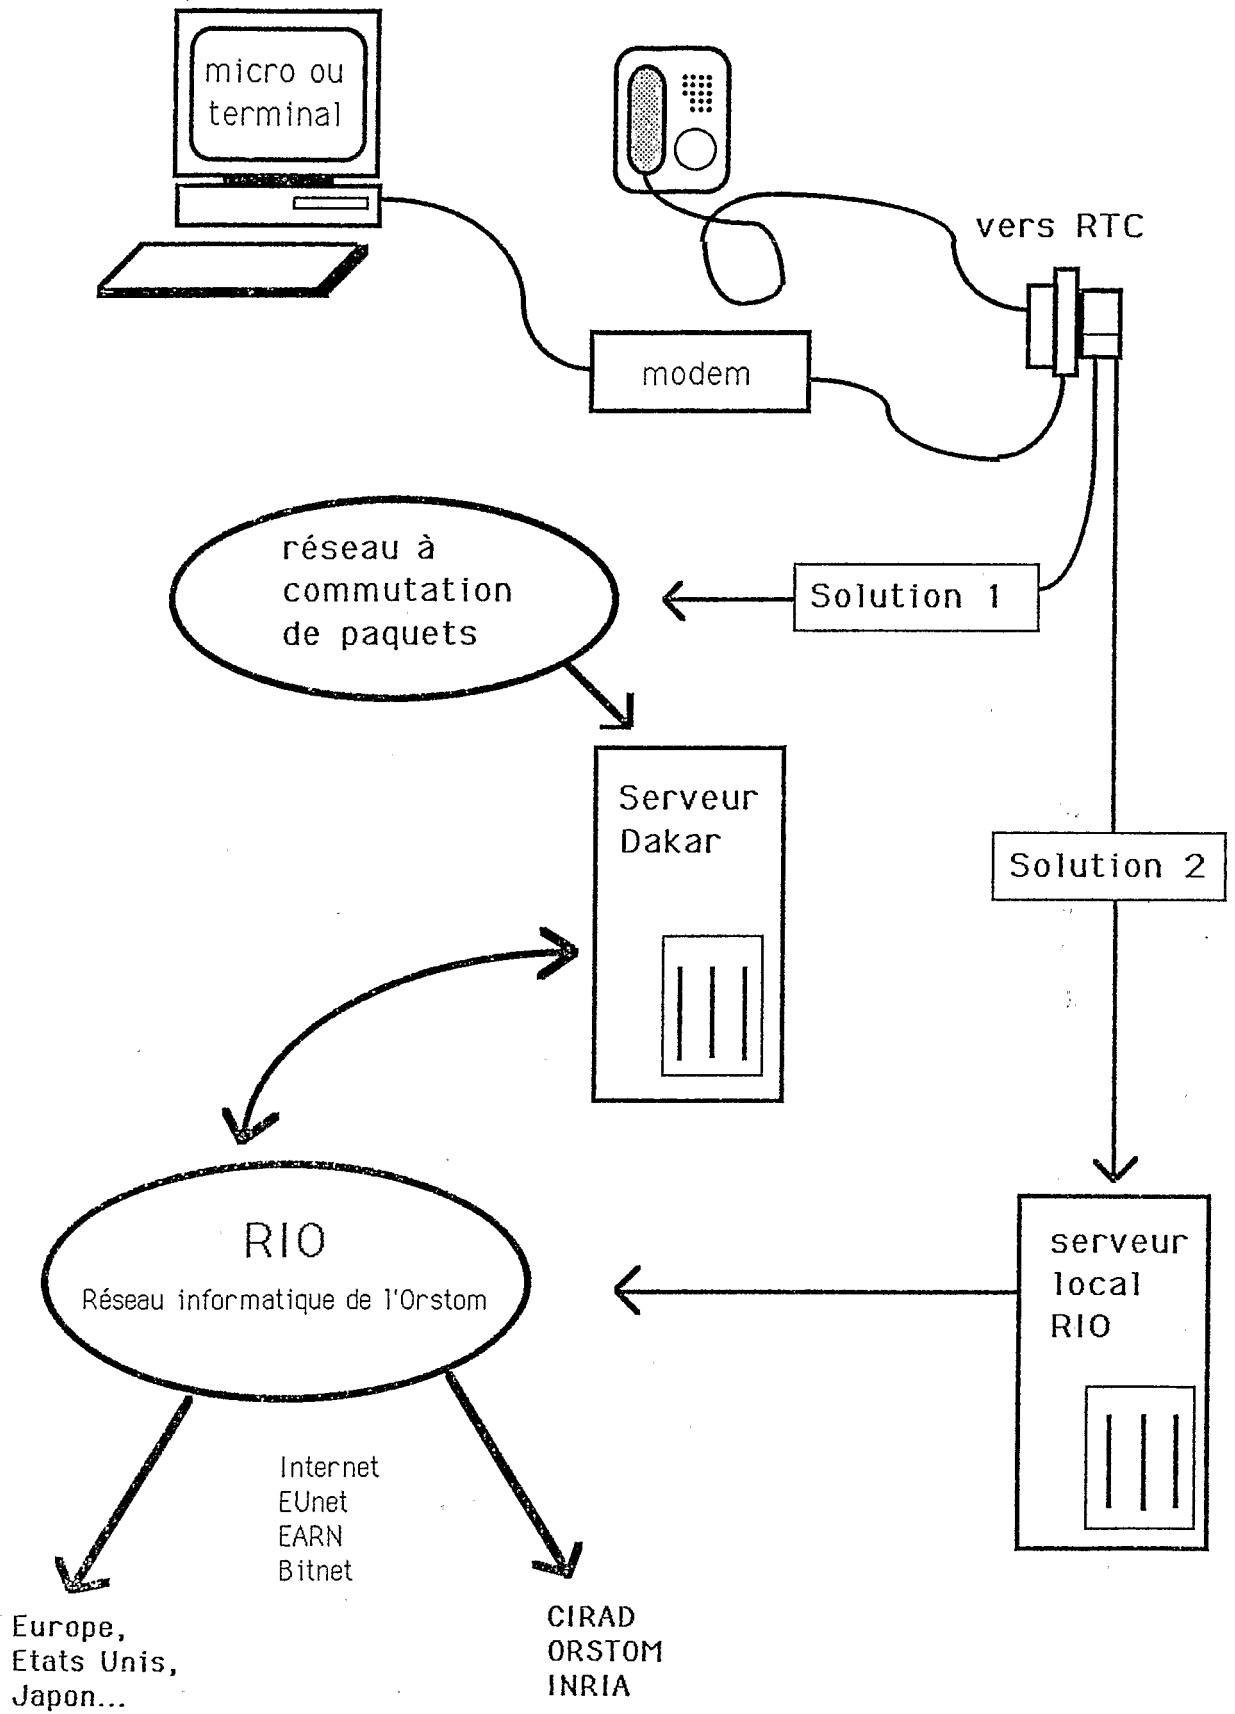 micro ou
terminal
vers RTC
modem
réseau à
commutation
de paquets
Solution 1
Serveur
Dakar
Solution 2
RIO
Réseau informatique de l'Orstom
serveur
local
RIO
Internet
EUnet
EARN
Bitnet
Europe,
Etats Unis,
Japon...
CIRAD
ORSTOM
INRIA